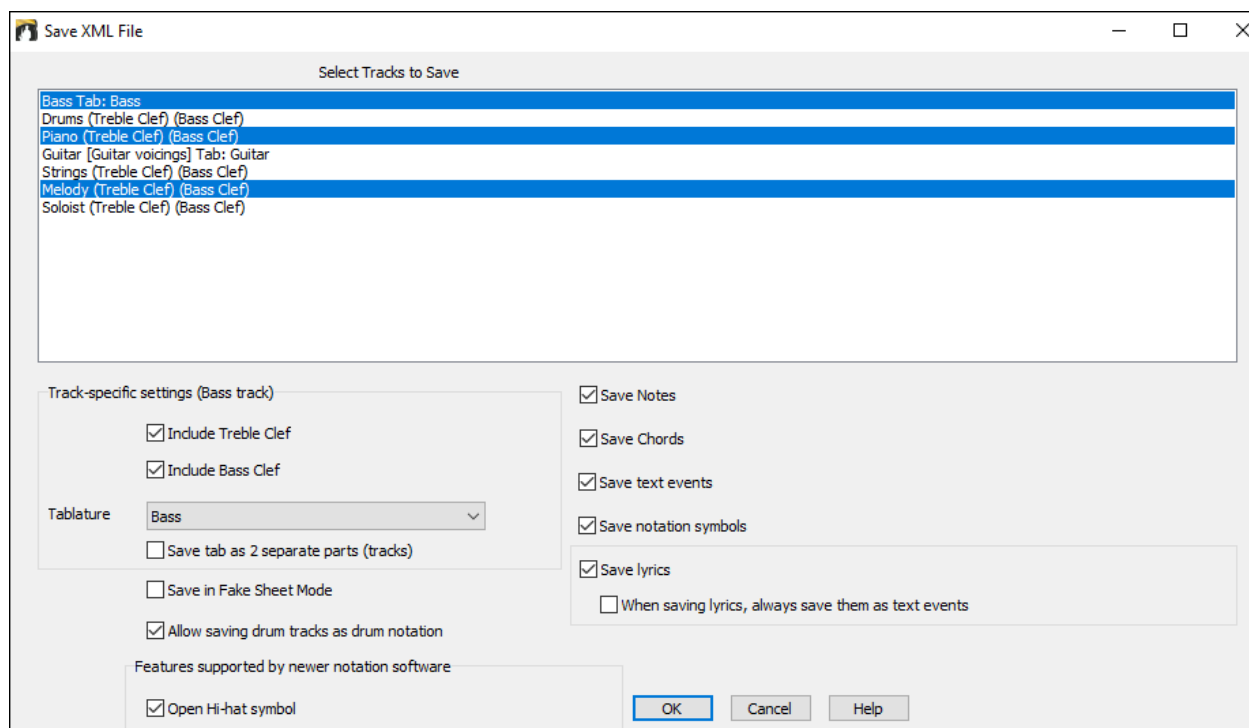 Save XML File
Select Tracks to Save
Bass Tab: Bass
Drums (Treble Clef) (Bass Clef)
Piano (Treble Clef) (Bass Clef)
Guitar [Guitar voicings] Tab: Guitar
Strings (Treble Clef) (Bass Clef)
Melody (Treble Clef) (Bass Clef)
Soloist (Treble Clef) (Bass Clef)
Track-specific settings (Bass track)
Include Treble Clef
Include Bass Clef
Tablature Bass
Save tab as 2 separate parts (tracks)
Save in Fake Sheet Mode
Allow saving drum tracks as drum notation
Features supported by newer notation software
Open Hi-hat symbol
Save Notes
Save Chords
Save text events
Save notation symbols
Save lyrics
When saving lyrics, always save them as text events
OK Cancel Help